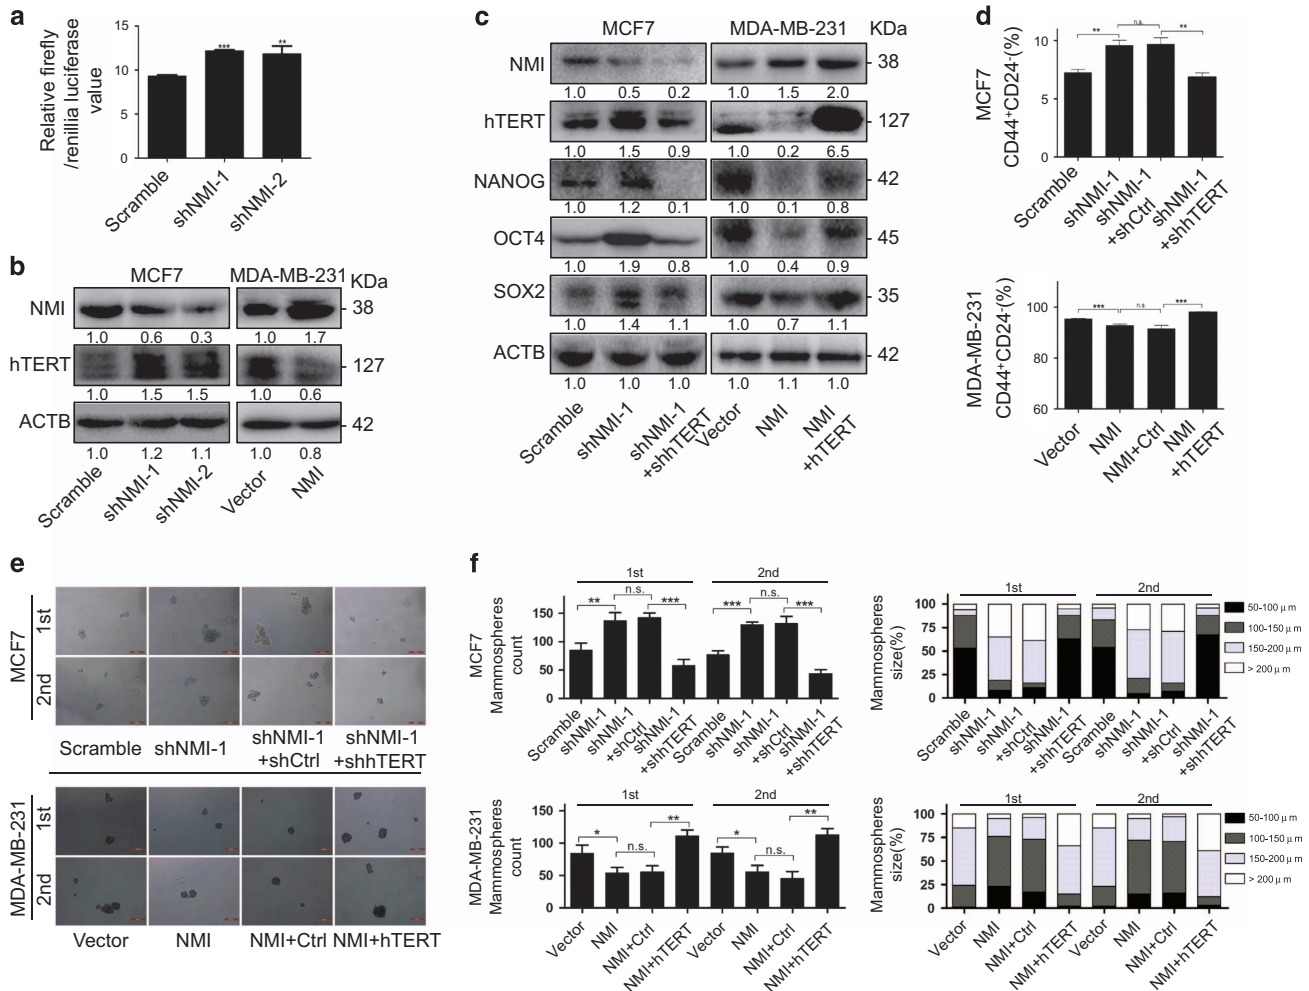 a
Relative firefly
/renillia luciferase
value
15
10
5
0
***
**
Scramble
shNMI-1
shNMI-2
b
MCF7
MDA-MB-231
KDa
NMI
38
1.0 0.6 0.3 1.0 1.7
hTERT
127
1.0 1.5 1.5 1.0 0.6
ACTB
42
1.0 1.2 1.1 1.0 0.8
Scramble
shNMI-1
shNMI-2
Vector
NMI
c
MCF7
MDA-MB-231
KDa
NMI
38
1.0 0.5 0.2 1.0 1.5 2.0
hTERT
127
1.0 1.5 0.9 1.0 0.2 6.5
NANOG
42
1.0 1.2 0.1 1.0 0.1 0.8
OCT4
45
1.0 1.9 0.8 1.0 0.4 0.9
SOX2
35
1.0 1.4 1.1 1.0 0.7 1.1
ACTB
42
1.0 1.0 1.0 1.0 1.1 1.0
Scramble
shNMI-1
shNMI-1
+shhTERT
Vector
NMI
NMI
+hTERT
d
MCF7
CD44+CD24-(%)
10
5
0
**
n.s.
**
Scramble
shNMI-1
shNMI-1
+shCtrl
shNMI-1
+shhTERT
MDA-MB-231
CD44+CD24-(%)
100
80
60
***
n.s.
***
Vector
NMI
NMI+Ctrl
NMI
+hTERT
e
MCF7
1st
2nd
Scramble
shNMI-1
shNMI-1
+shCtrl
shNMI-1
+shhTERT
MDA-MB-231
1st
2nd
Vector
NMI
NMI+Ctrl
NMI+hTERT
f
MCF7
Mammospheres
count
150
100
50
0
1st
2nd
**
n.s.
***
***
n.s.
***
Scramble
shNMI-1
shNMI-1
+shCtrl
shNMI-1
+shhTERT
Scramble
shNMI-1
shNMI-1
+shCtrl
shNMI-1
+shhTERT
Mammospheres
size(%)
100
75
50
25
0
1st
2nd
50-100 μm
100-150 μm
150-200 μm
> 200 μm
Scramble
shNMI-1
shNMI-1
+shCtrl
shNMI-1
+shhTERT
Scramble
shNMI-1
shNMI-1
+shCtrl
shNMI-1
+shhTERT
MDA-MB-231
Mammospheres
count
150
100
50
0
1st
2nd
*
n.s.
**
*
n.s.
**
Vector
NMI
NMI+Ctrl
NMI+hTERT
Vector
NMI
NMI+Ctrl
NMI+hTERT
Mammospheres
size(%)
100
75
50
25
0
1st
2nd
50-100 μm
100-150 μm
150-200 μm
> 200 μm
Vector
NMI
NMI+Ctrl
NMI+hTERT
Vector
NMI
NMI+Ctrl
NMI+hTERT